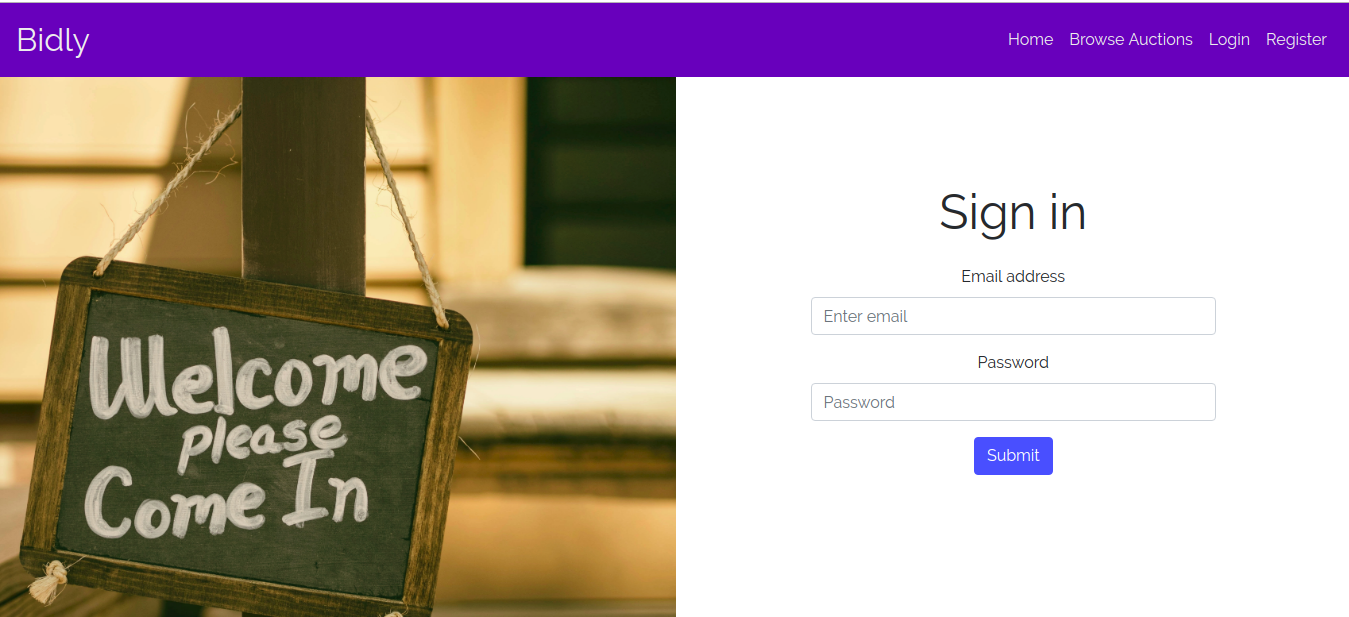 Bidly
Home Browse Auctions Login Register
Welcome
please
Come In
Sign in
Email address
Enter email
Password
Password
Submit